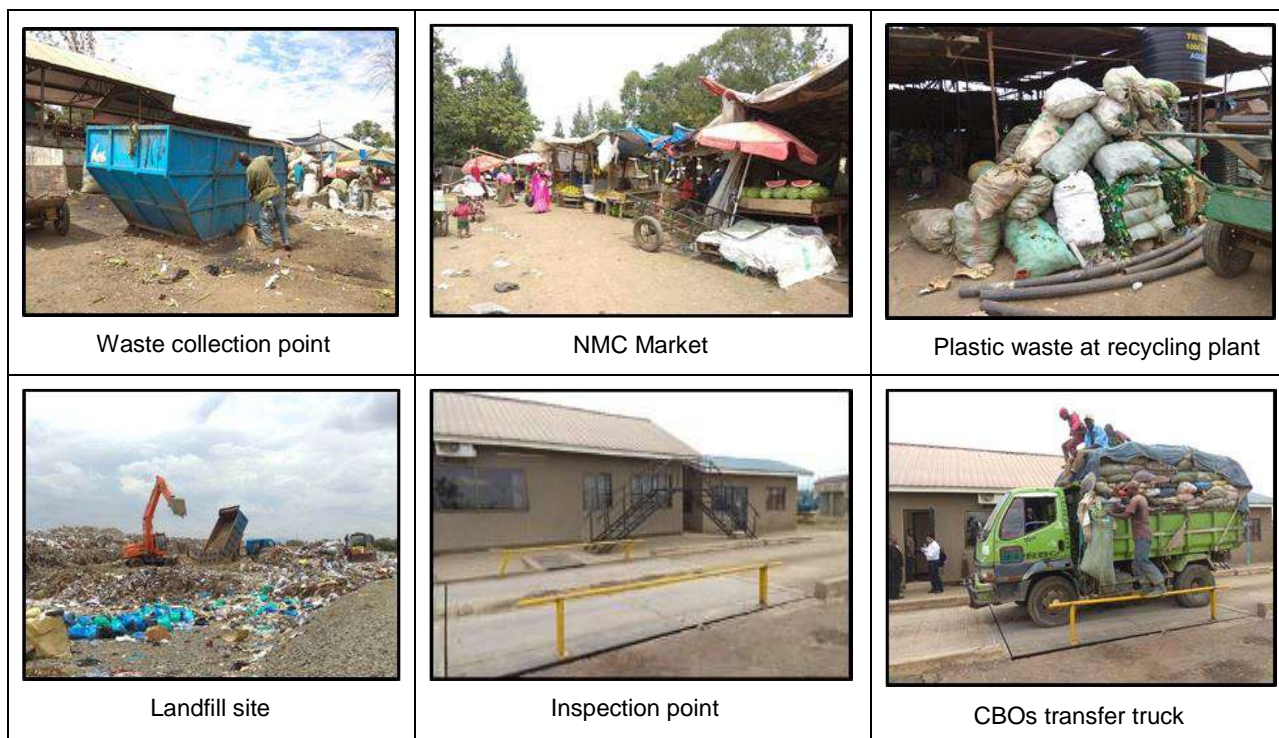 Waste collection point
NMC Market
Plastic waste at recycling plant
Landfill site
Inspection point
CBOs transfer truck